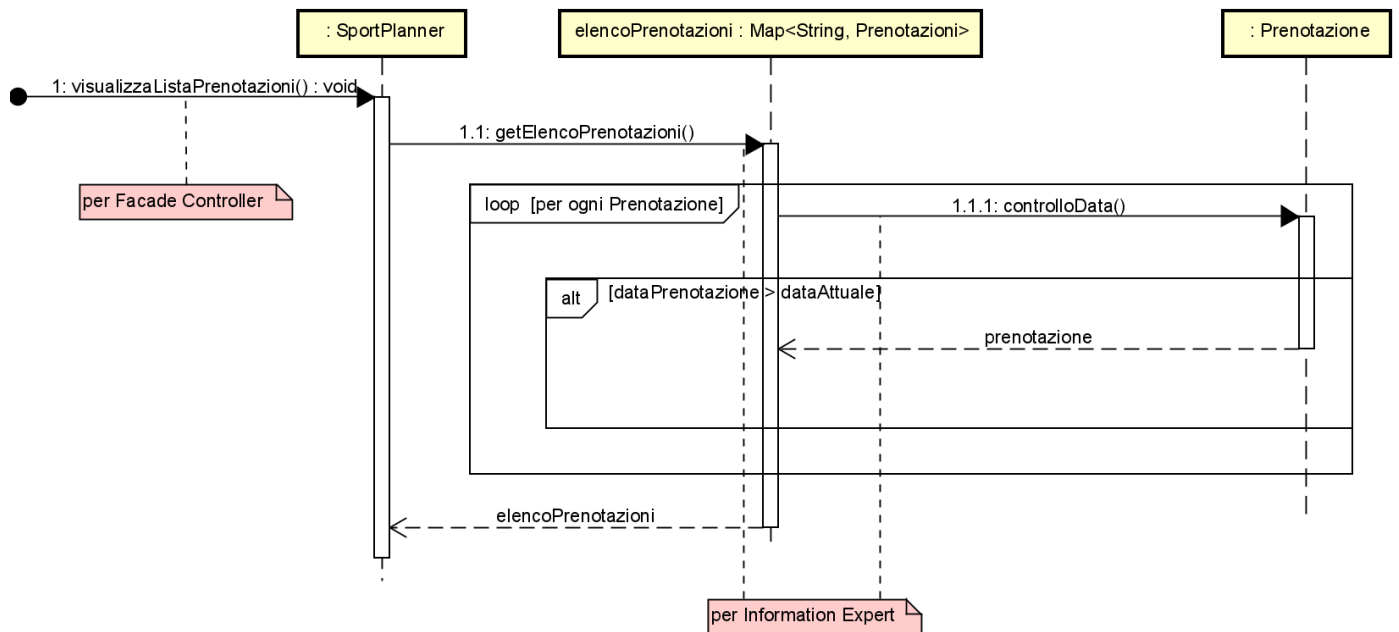 : SportPlanner
elencoPrenotazioni : Map<String, Prenotazioni>
: Prenotazione
1: visualizzaListaPrenotazioni() : void
1.1: getElencoPrenotazioni()
per Facade Controller
loop [per ogni Prenotazione]
1.1.1: controlloData()
alt [dataPrenotazione > dataAttuale]
prenotazione
elencoPrenotazioni
per Information Expert